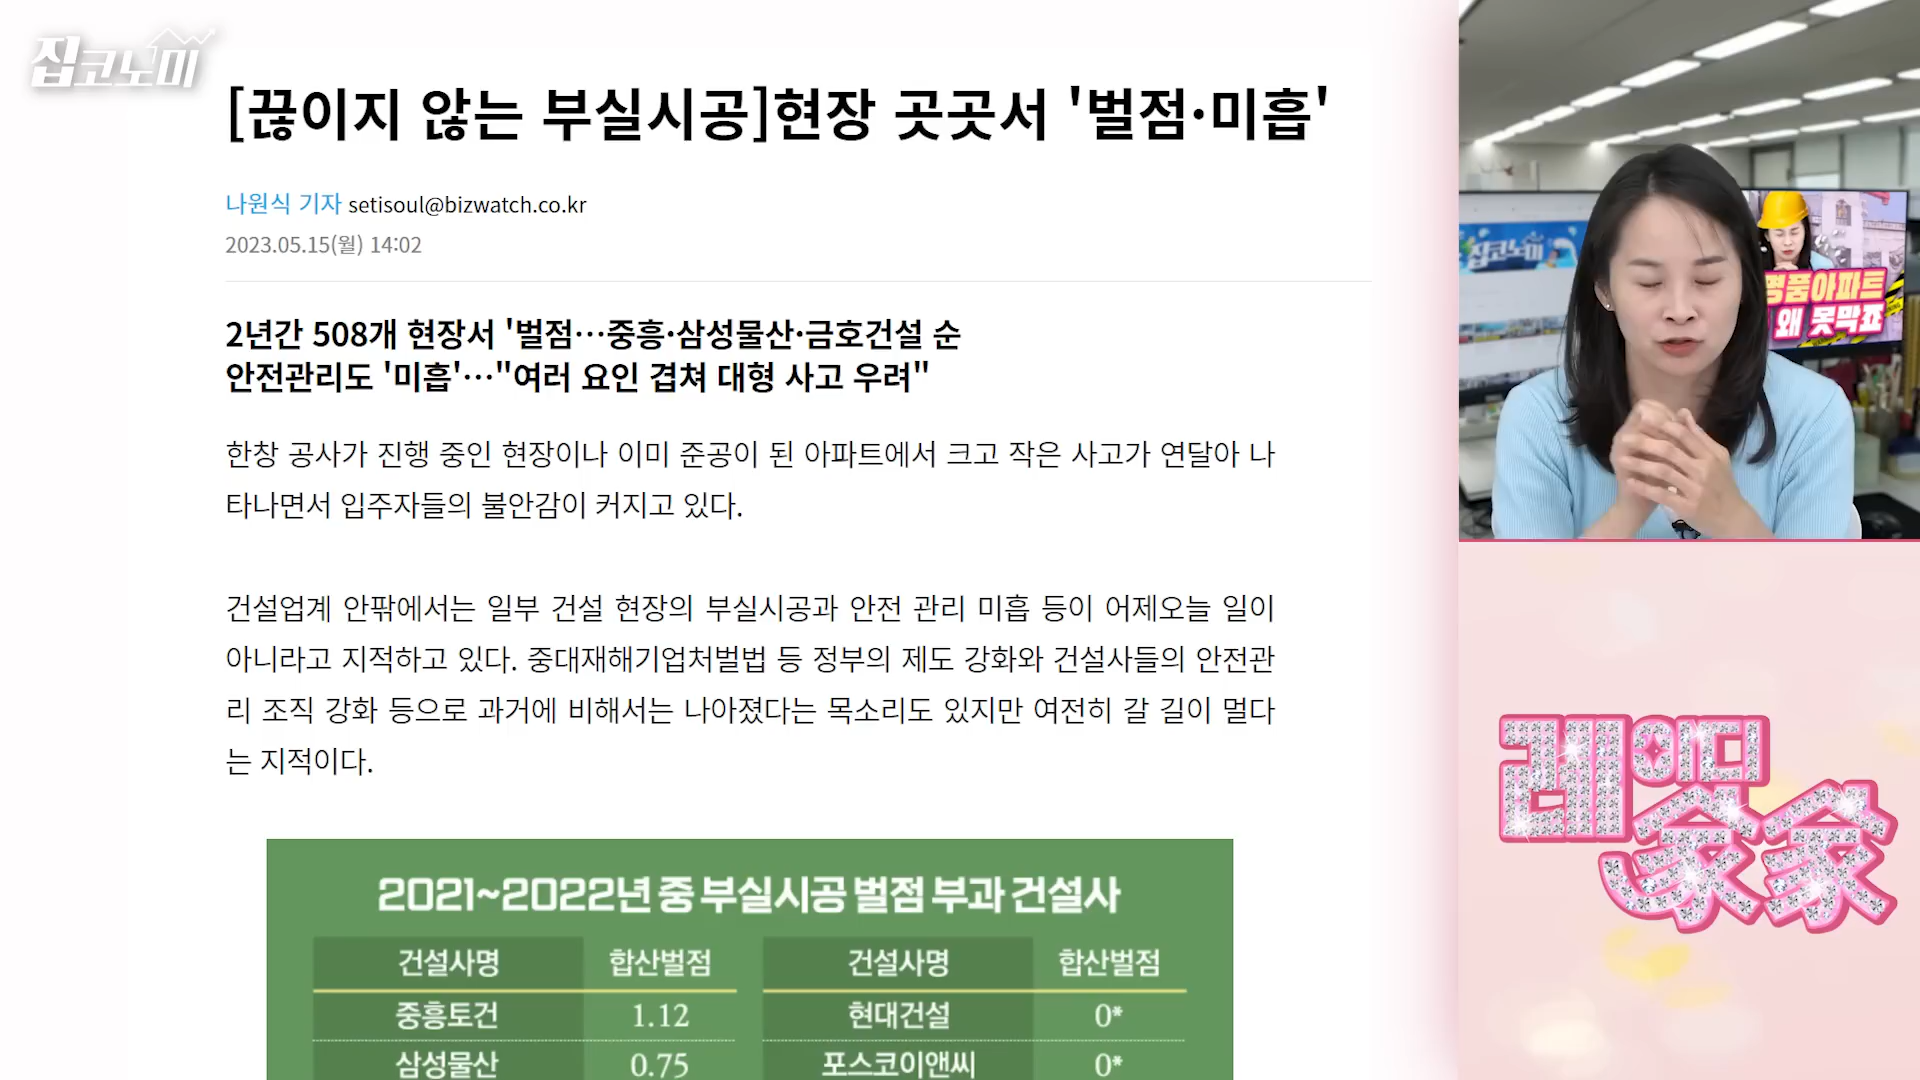 집코노미
[끊이지 않는 부실시공]현장 곳곳서 '벌점·미흡'
나원식 기자 setisoul@bizwatch.co.kr
2023.05.15(월) 14:02
2년간 508개 현장서 '벌점…중흥·삼성물산·금호건설 순
안전관리도 '미흡'…"여러 요인 겹쳐 대형 사고 우려"
한창 공사가 진행 중인 현장이나 이미 준공이 된 아파트에서 크고 작은 사고가 연달아 나
타나면서 입주자들의 불안감이 커지고 있다.
건설업계 안팎에서는 일부 건설 현장의 부실시공과 안전 관리 미흡 등이 어제오늘 일이
아니라고 지적하고 있다. 중대재해기업처벌법 등 정부의 제도 강화와 건설사들의 안전관
리 조직 강화 등으로 과거에 비해서는 나아졌다는 목소리도 있지만 여전히 갈 길이 멀다
는 지적이다.
2021~2022년 중 부실시공 벌점 부과 건설사
건설사명 합산벌점 건설사명 합산벌점
중흥토건 1.12 현대건설 0*
삼성물산 0.75 포스코이앤씨 0*
집코노미
명품아파트
왜 못막죠
레이디
家家